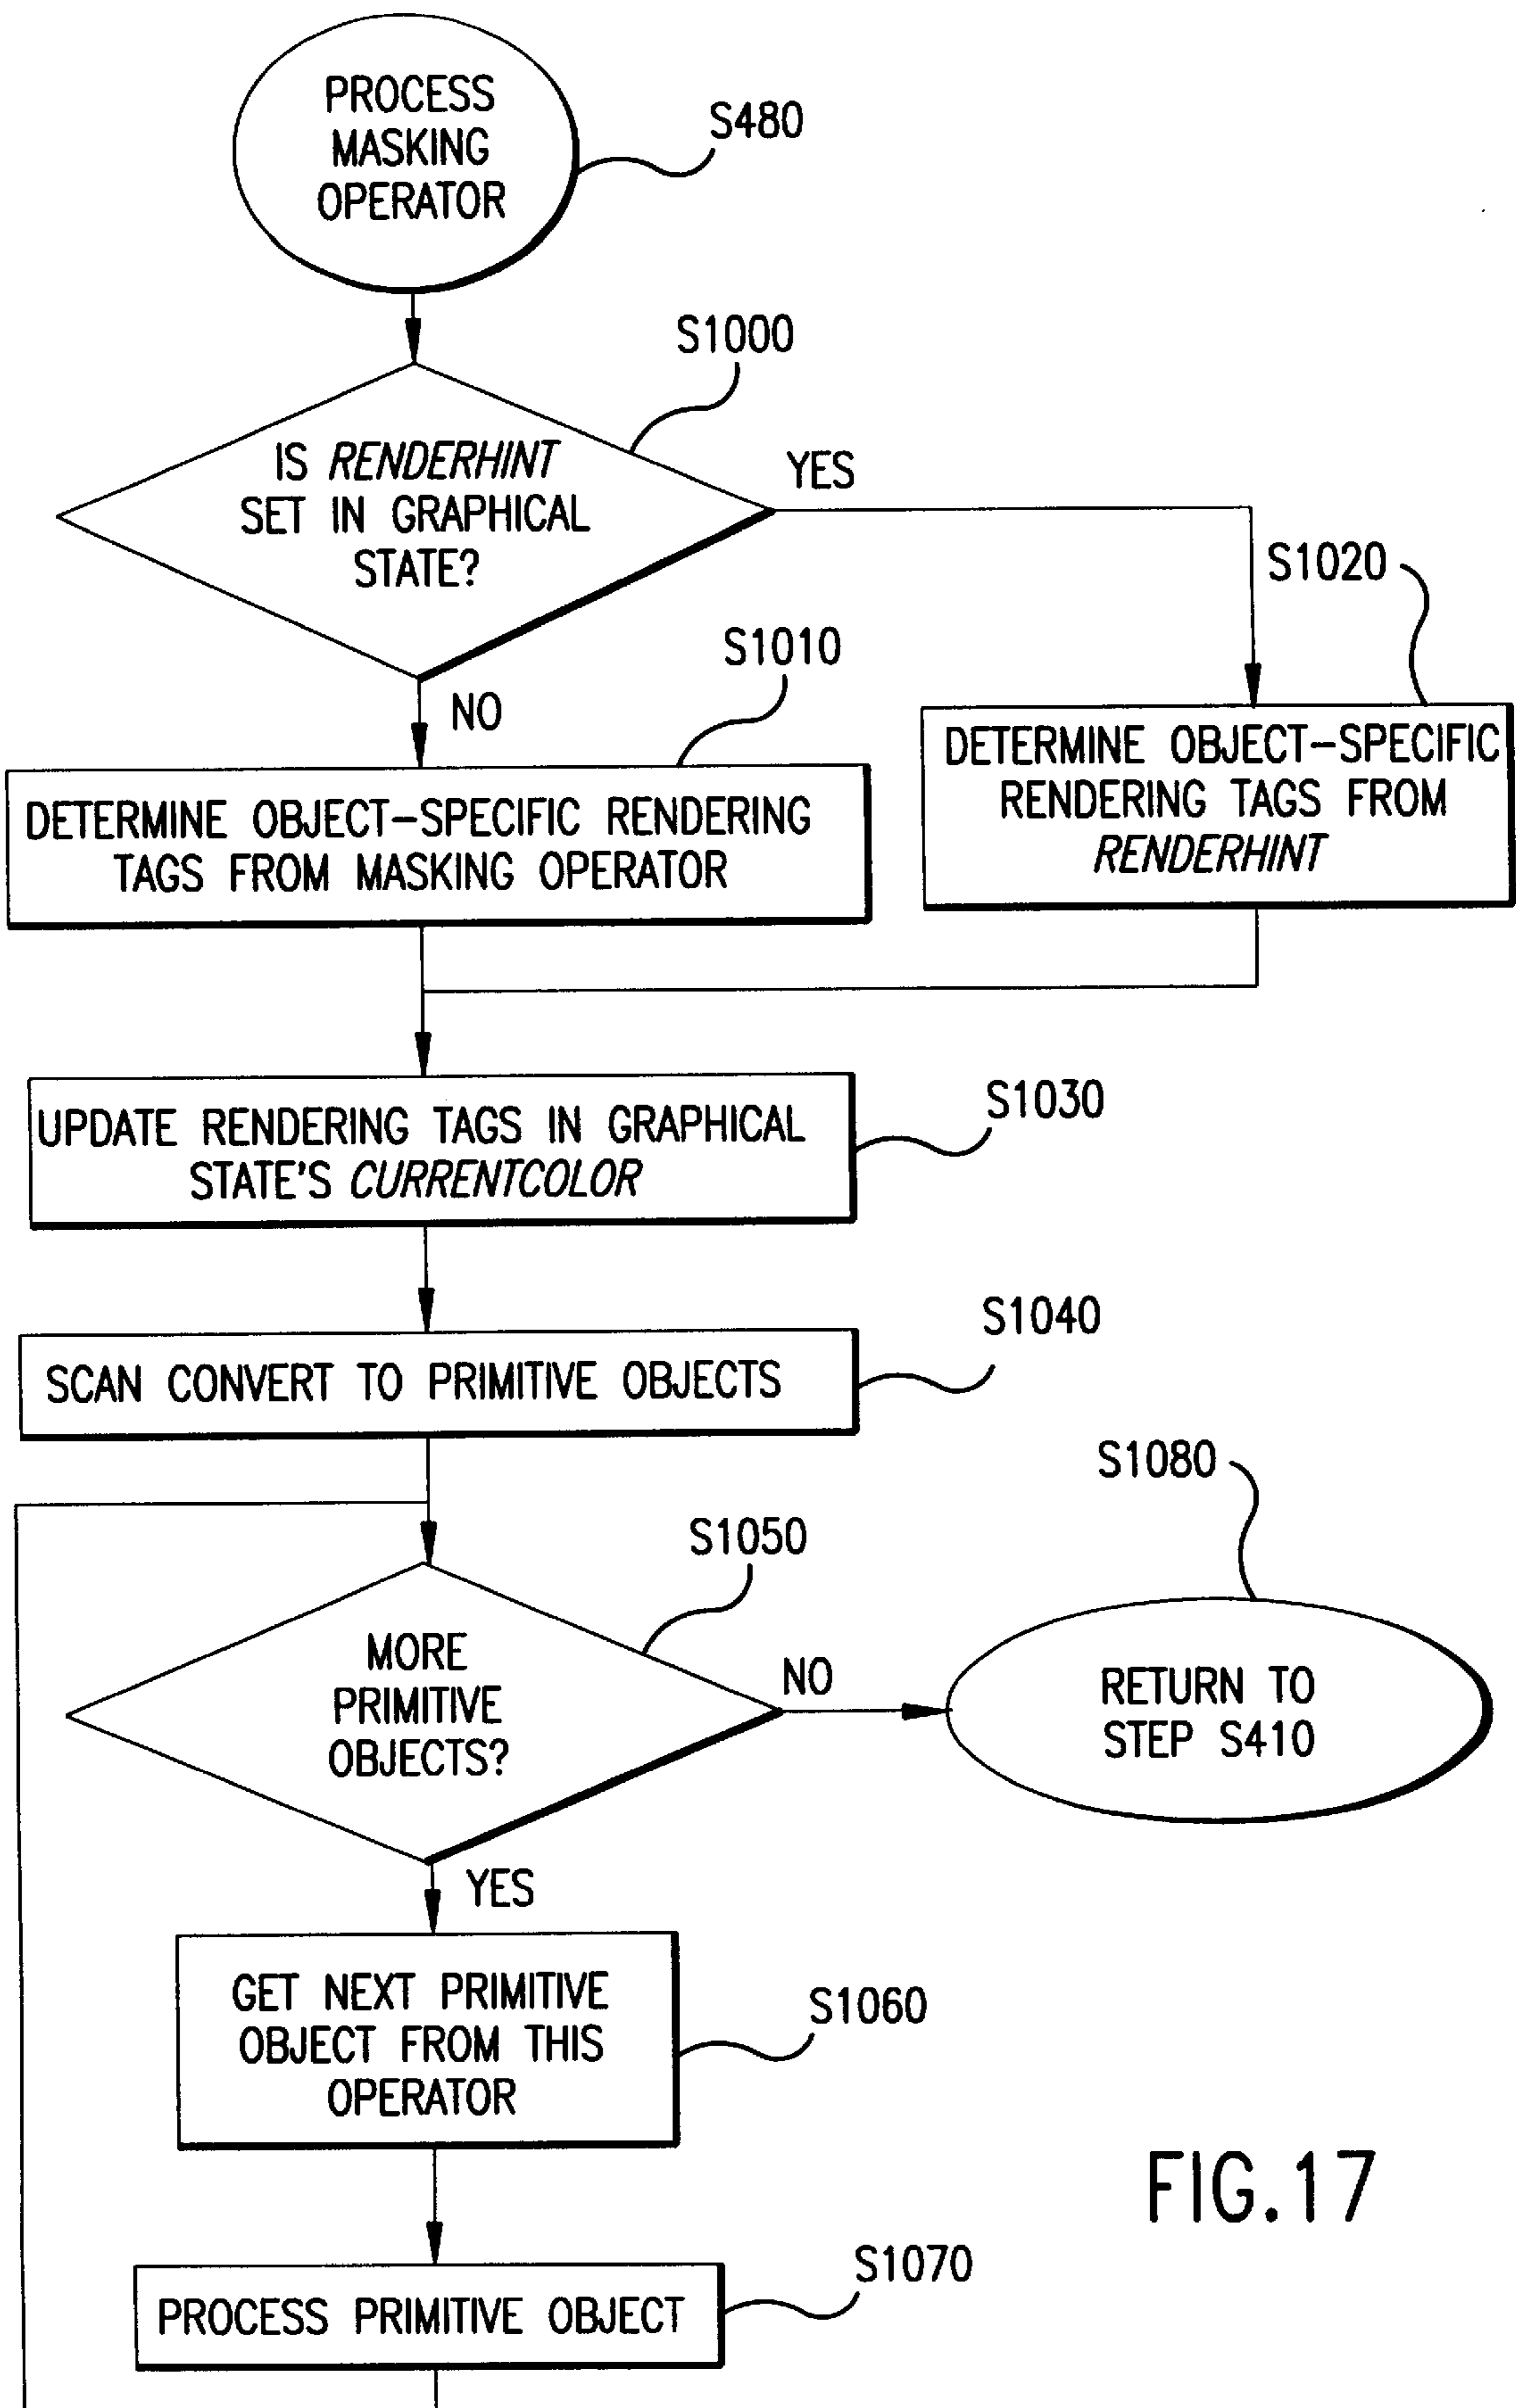 PROCESS
MASKING
OPERATOR
S480
S1000
IS RENDERHINT
SET IN GRAPHICAL
STATE?
YES
S1020
S1010
NO
DETERMINE OBJECT-SPECIFIC
RENDERING TAGS FROM
RENDERHINT
DETERMINE OBJECT-SPECIFIC RENDERING
TAGS FROM MASKING OPERATOR
UPDATE RENDERING TAGS IN GRAPHICAL
STATE'S CURRENTCOLOR
S1030
S1040
SCAN CONVERT TO PRIMITIVE OBJECTS
S1080
S1050
MORE
PRIMITIVE
OBJECTS?
NO
RETURN TO
STEP S410
YES
GET NEXT PRIMITIVE
OBJECT FROM THIS
OPERATOR
S1060
FIG.17
S1070
PROCESS PRIMITIVE OBJECT